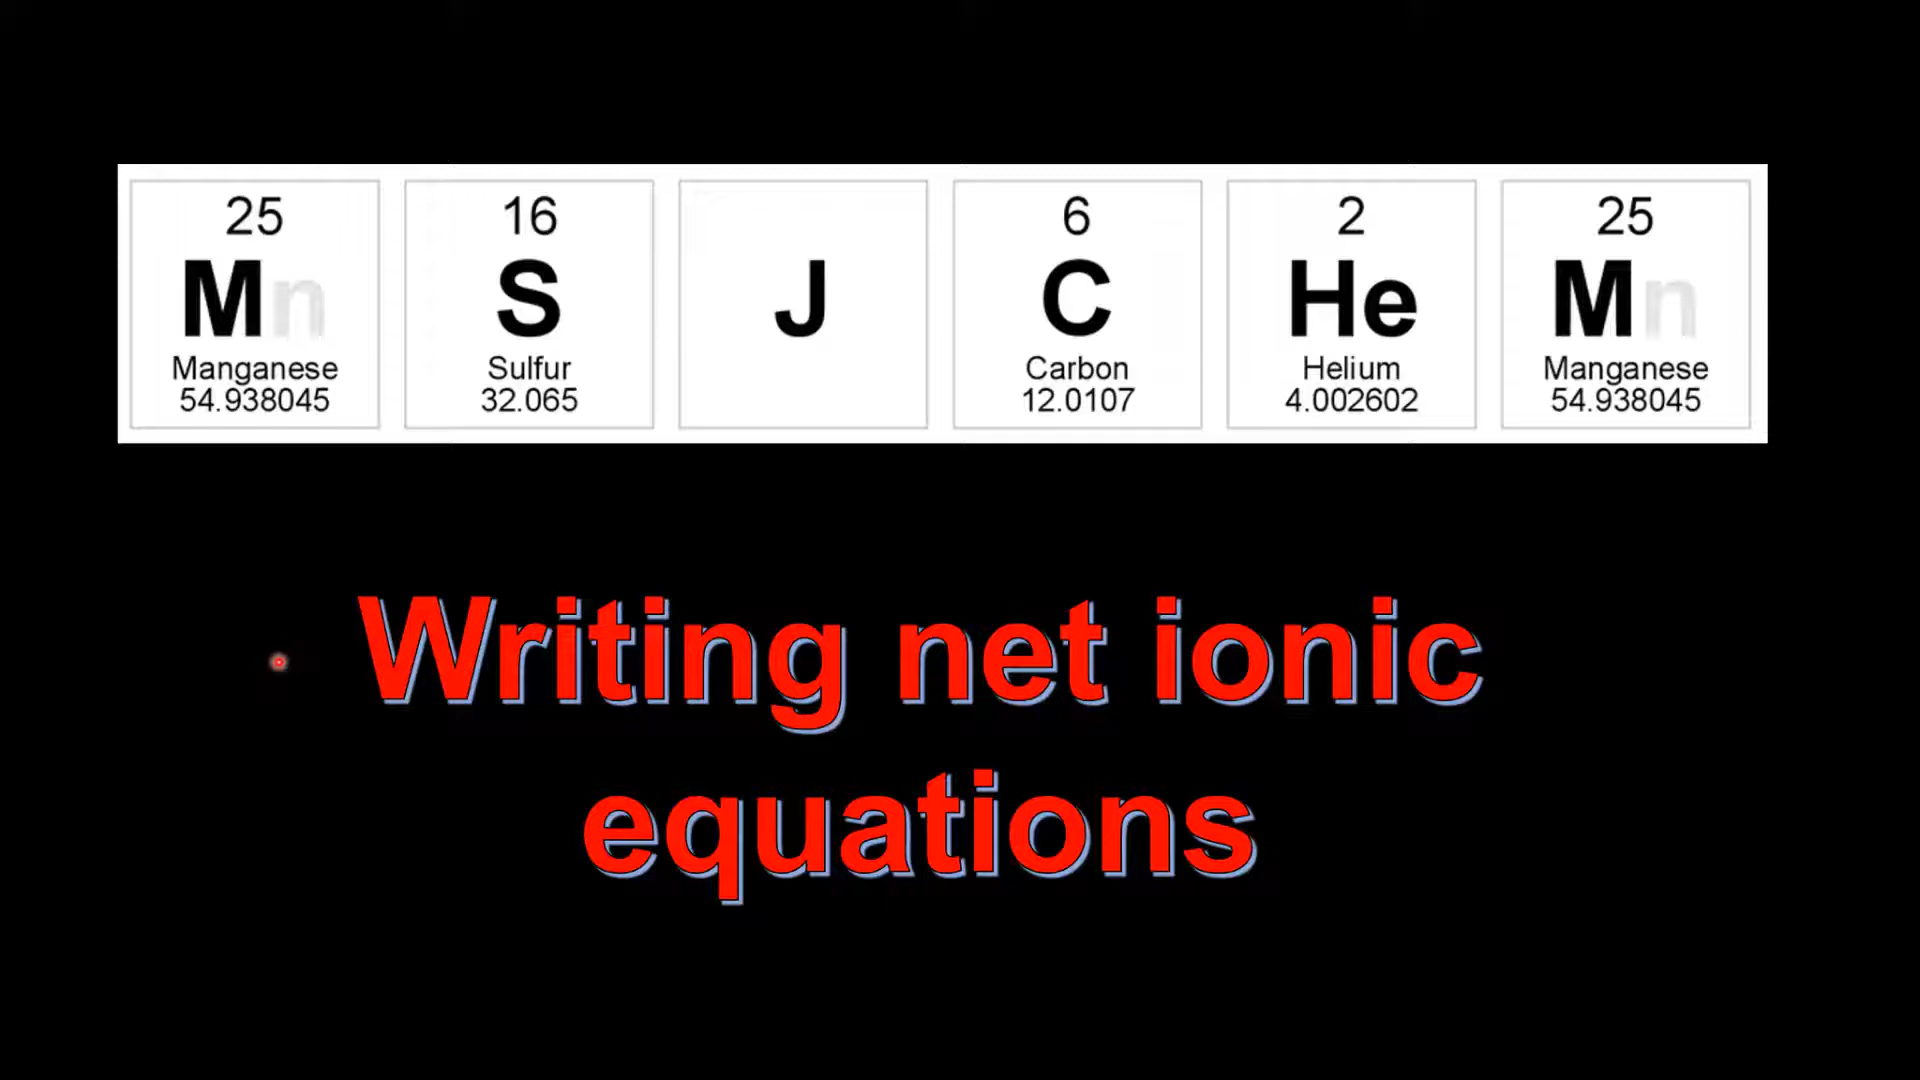 25 16 6 2 25
Mn S J C He Mn
Manganese Sulfur Carbon Helium Manganese
54.938045 32.065 12.0107 4.002602 54.938045
Writing net ionic
equations